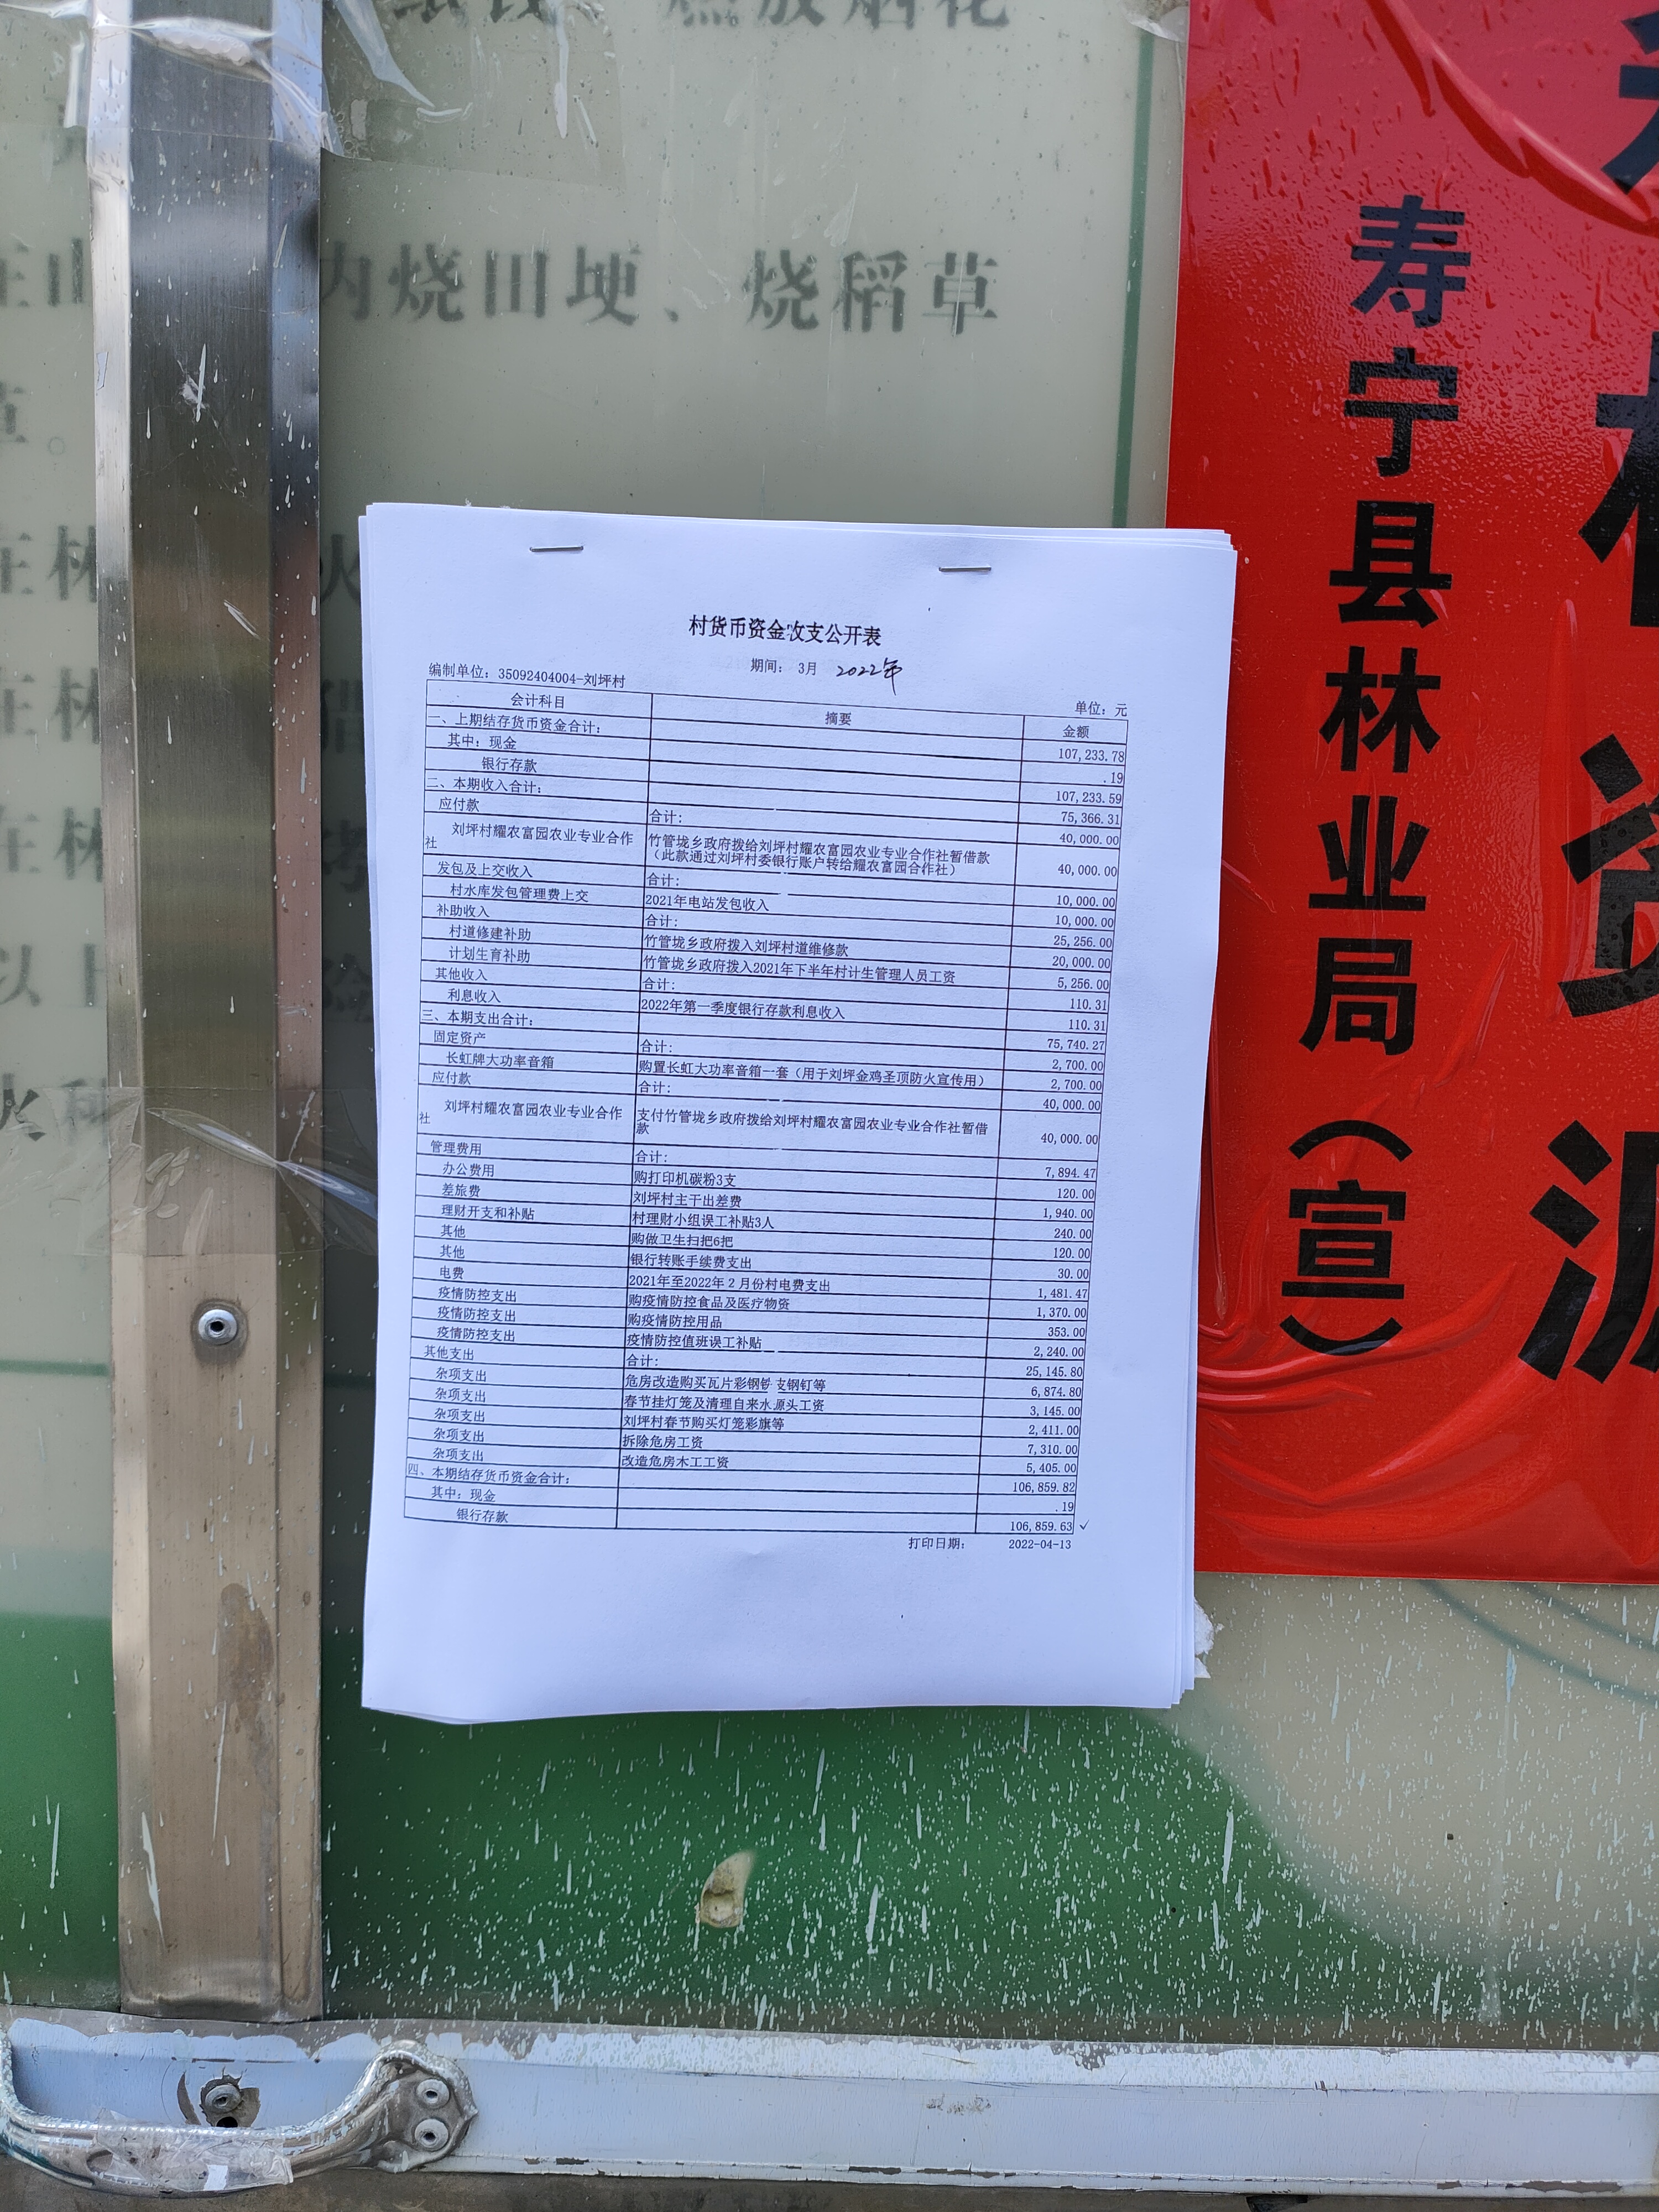 燃放烟花
内烧田埂、烧稻草
草。
在林
在林
在林
以上
火
寿宁县林业局（宣）
资
源
村货币资金收支公开表
期间： 3月 2022年
编制单位：35092404004-刘坪村
单位：元
会计科目 摘要 金额
一、上期结存货币资金合计： 107,233.78
其中：现金 .19
银行存款 107,233.59
二、本期收入合计： 75,366.31
应付款 合计： 40,000.00
刘坪村耀农富园农业专业合作社 竹管垅乡政府拨给刘坪村耀农富园农业专业合作社暂借款（此款通过刘坪村委银行账户转给耀农富园合作社） 40,000.00
发包及上交收入 合计： 10,000.00
村水库发包管理费上交 2021年电站发包收入 10,000.00
补助收入 合计： 25,256.00
村道修建补助 竹管垅乡政府拨入刘坪村道维修款 20,000.00
计划生育补助 竹管垅乡政府拨入2021年下半年村计生管理人员工资 5,256.00
其他收入 合计： 110.31
利息收入 2022年第一季度银行存款利息收入 110.31
三、本期支出合计： 75,740.27
固定资产 合计： 2,700.00
长虹牌大功率音箱 购置长虹大功率音箱一套（用于刘坪金鸡圣顶防火宣传用） 2,700.00
应付款 合计： 40,000.00
刘坪村耀农富园农业专业合作社 支付竹管垅乡政府拨给刘坪村耀农富园农业专业合作社暂借款 40,000.00
管理费用 合计： 7,894.47
办公费用 购打印机碳粉3支 120.00
差旅费 刘坪村主干出差费 1,940.00
理财开支和补贴 村理财小组误工补贴3人 240.00
其他 购做卫生扫把6把 120.00
其他 银行转账手续费支出 30.00
电费 2021年至2022年２月份村电费支出 1,481.47
疫情防控支出 购疫情防控食品及医疗物资 1,370.00
疫情防控支出 购疫情防控用品 353.00
疫情防控支出 疫情防控值班误工补贴 2,240.00
其他支出 合计： 25,145.80
杂项支出 危房改造购买瓦片彩钢铁支钢钉等 6,874.80
杂项支出 春节挂灯笼及清理自来水源头工资 3,145.00
杂项支出 刘坪村春节购买灯笼彩旗等 2,411.00
杂项支出 拆除危房工资 7,310.00
杂项支出 改造危房木工工资 5,405.00
四、本期结存货币资金合计： 106,859.82
其中：现金 .19
银行存款 106,859.63 ✓
打印日期： 2022-04-13